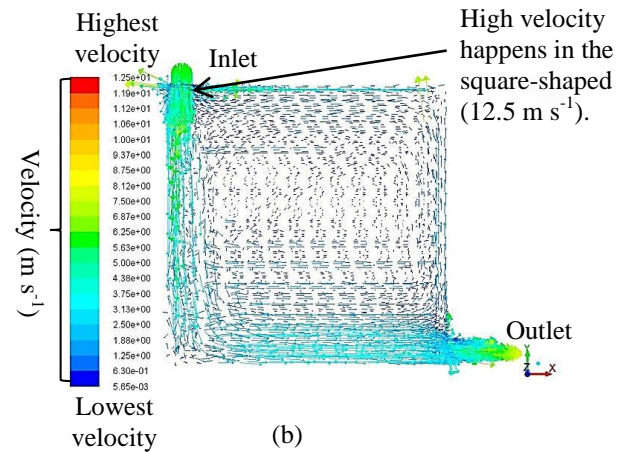 Highest
velocity
Inlet
High velocity
happens in the
square-shaped
(12.5 m s-1).
Velocity (m s-1)
1.25e+01
1.19e+01
1.12e+01
1.06e+01
1.00e+01
9.37e+00
8.75e+00
8.12e+00
7.50e+00
6.87e+00
6.25e+00
5.63e+00
5.00e+00
4.38e+00
3.75e+00
3.13e+00
2.50e+00
1.88e+00
1.25e+00
6.30e-01
5.65e-03
Outlet
Y
Z
X
Lowest
velocity
(b)